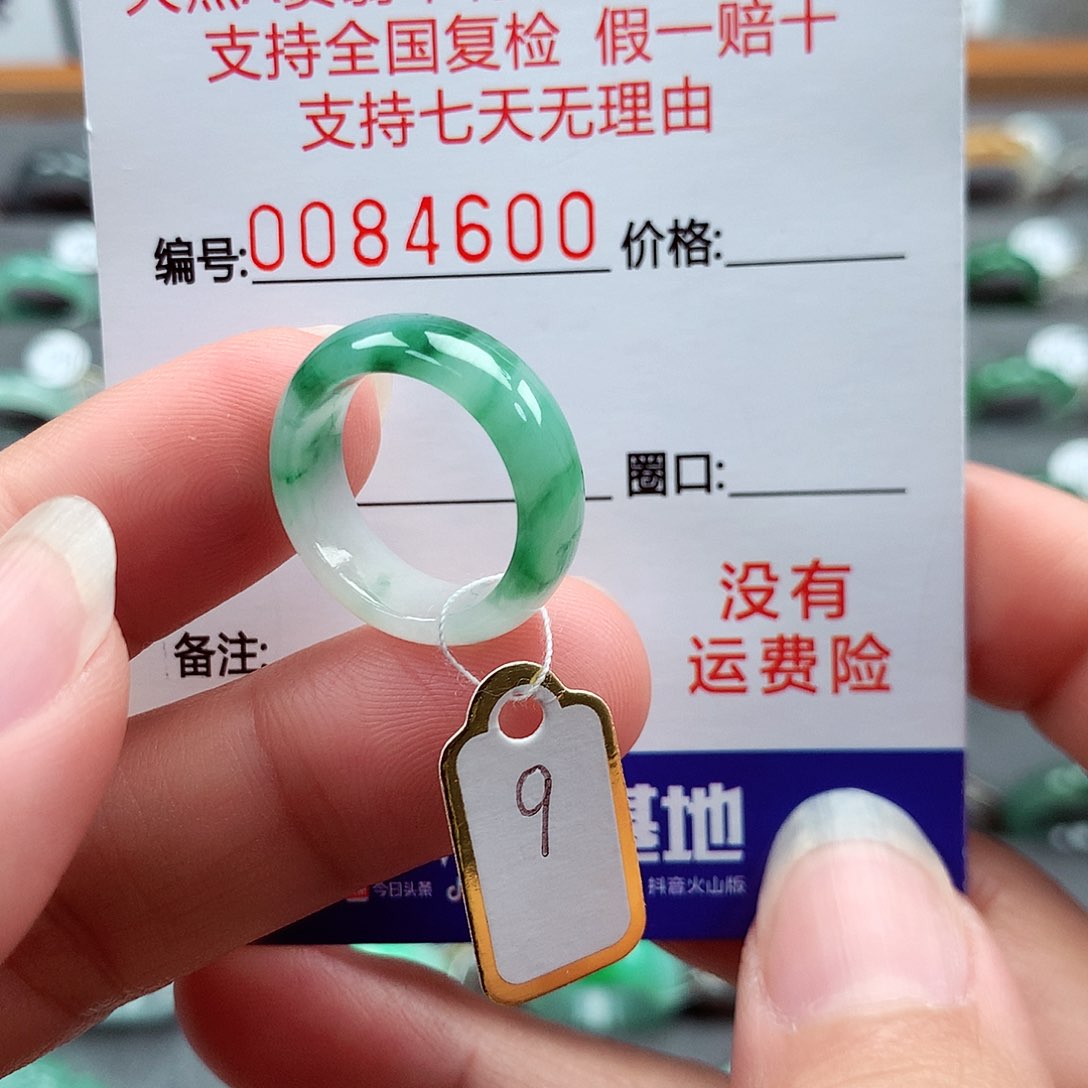 支持全国复检 假一赔十
支持七天无理由
编号:0084600 价格:
圈口:
备注:
没有
运费险
9
基地
今日头条
抖音火山版